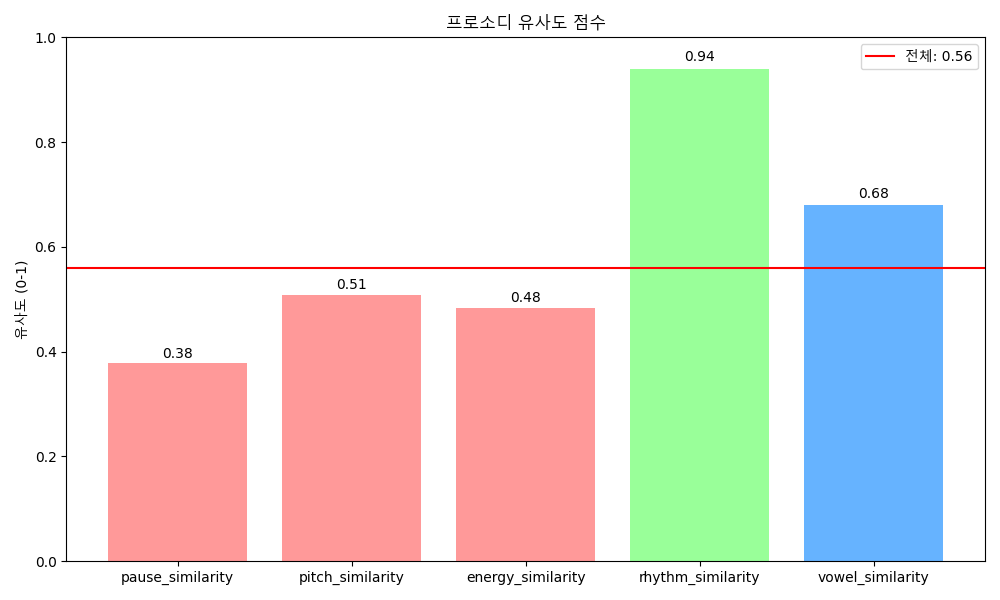 프로소디 유사도 점수
전체: 0.56
유사도 (0-1)
1.0
0.8
0.6
0.4
0.2
0.0
0.38
0.51
0.48
0.94
0.68
pause_similarity
pitch_similarity
energy_similarity
rhythm_similarity
vowel_similarity